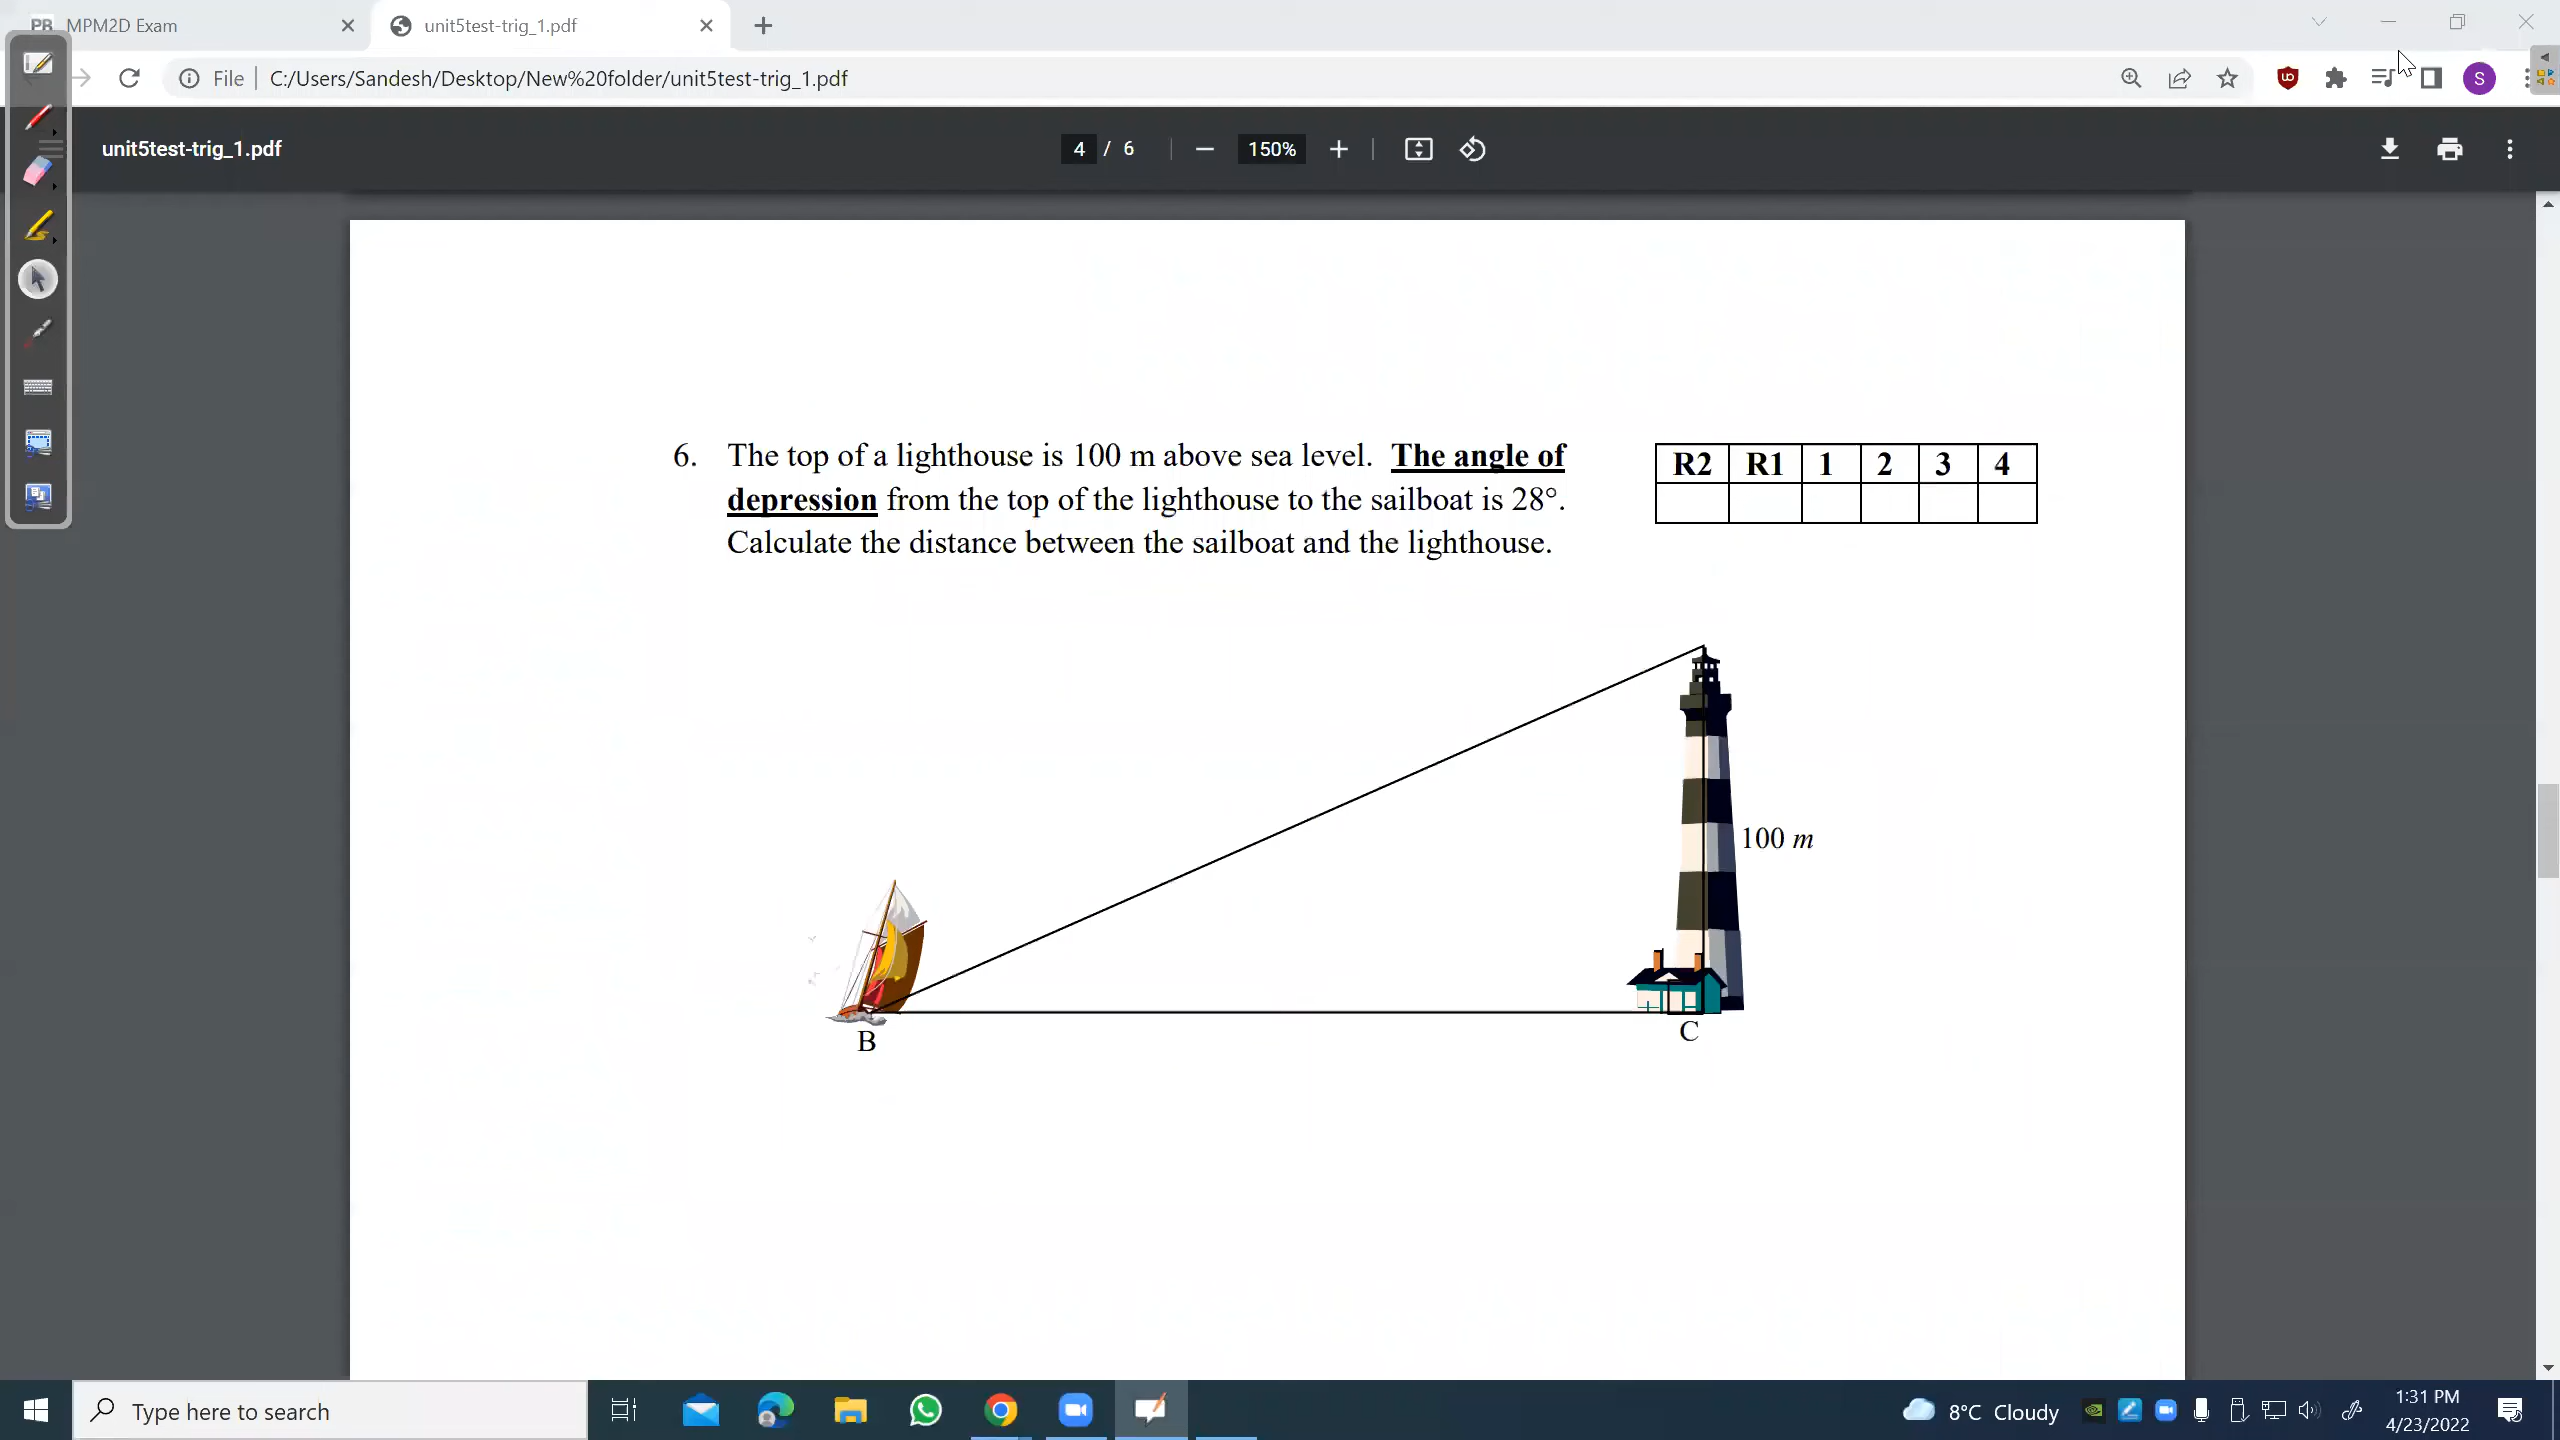 MPM2D Exam
unit5test-trig_1.pdf
File C:/Users/Sandesh/Desktop/New%20folder/unit5test-trig_1.pdf
S
unit5test-trig_1.pdf
4 / 6
150%
6. The top of a lighthouse is 100 m above sea level. The angle of
depression from the top of the lighthouse to the sailboat is 28°.
Calculate the distance between the sailboat and the lighthouse.
R2 R1 1 2 3 4
100 m
B
C
Type here to search
8°C Cloudy
1:31 PM
4/23/2022